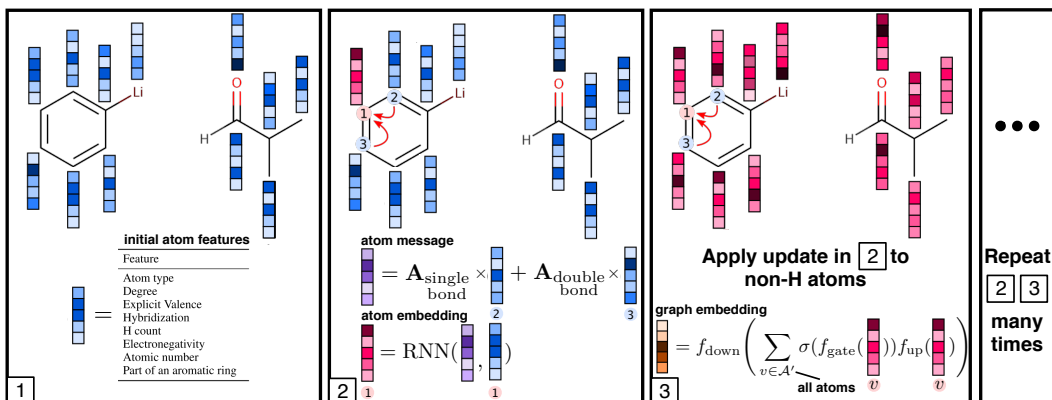 Li
O
H
initial atom features
Feature
Atom type
Degree
Explicit Valence
Hybridization
H count
Electronegativity
Atomic number
Part of an aromatic ring
=
1
2
1
3
Li
O
H
atom message
= A single bond × + A double bond ×
2
3
atom embedding
= RNN( , )
1
1
2
2
1
3
Li
O
H
Apply update in 2 to
non-H atoms
graph embedding
= f_down ( ∑_{v∈𝒜′} σ(f_gate( ))f_up( ) )
all atoms
v
v
3
•••
Repeat
2 3
many
times